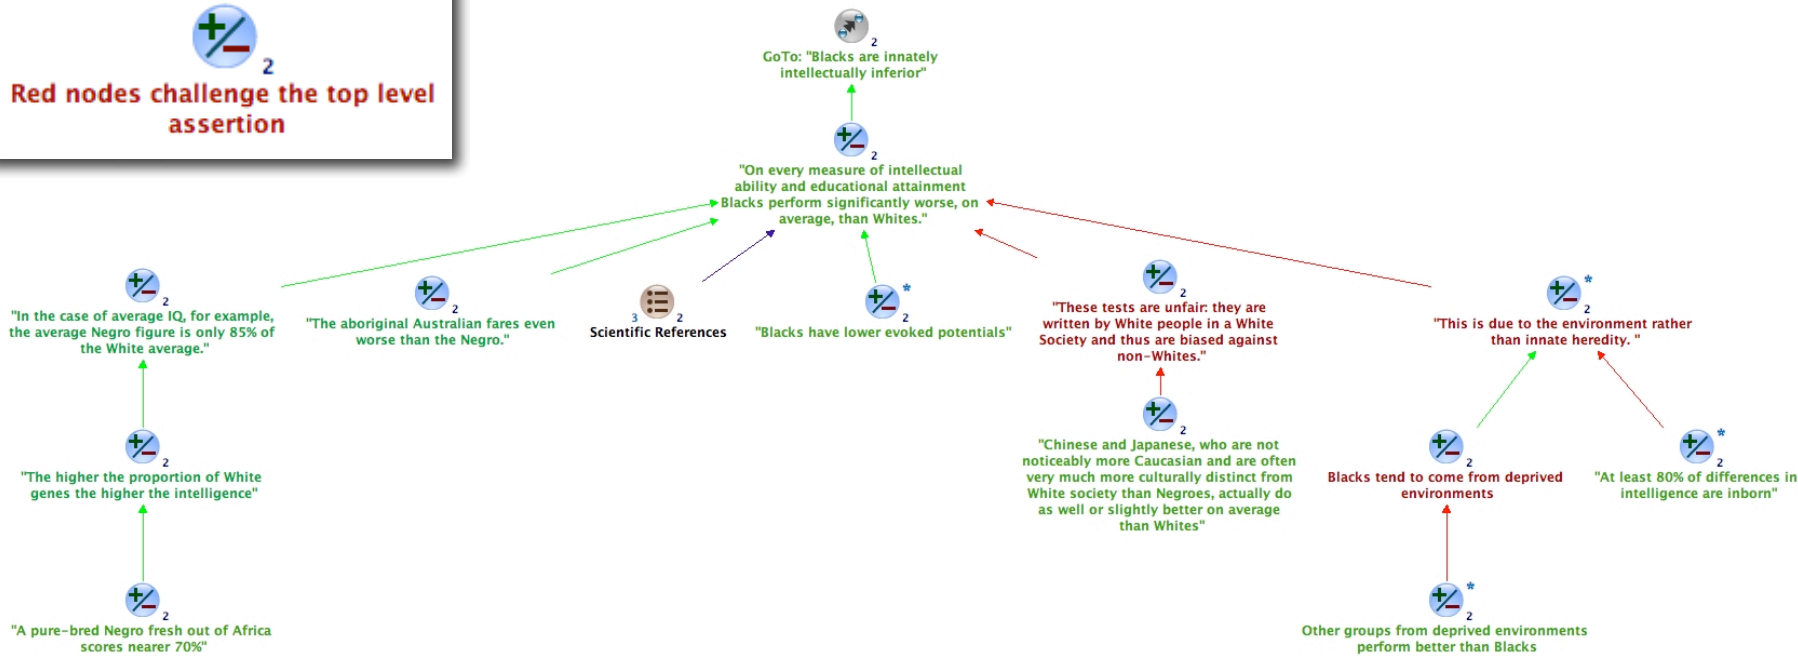 2
Red nodes challenge the top level
assertion
2
GoTo: "Blacks are innately
intellectually inferior"
2
"On every measure of intellectual
ability and educational attainment
Blacks perform significantly worse, on
average, than Whites."
2
"In the case of average IQ, for example,
the average Negro figure is only 85% of
the White average."
2
"The aboriginal Australian fares even
worse than the Negro."
3 2
Scientific References
*
2
"Blacks have lower evoked potentials"
2
"These tests are unfair: they are
written by White people in a White
Society and thus are biased against
non-Whites."
*
2
"This is due to the environment rather
than innate heredity. "
2
"The higher the proportion of White
genes the higher the intelligence"
2
"Chinese and Japanese, who are not
noticeably more Caucasian and are often
very much more culturally distinct from
White society than Negroes, actually do
as well or slightly better on average
than Whites"
2
Blacks tend to come from deprived
environments
*
2
"At least 80% of differences in
intelligence are inborn"
2
"A pure-bred Negro fresh out of Africa
scores nearer 70%"
*
2
Other groups from deprived environments
perform better than Blacks